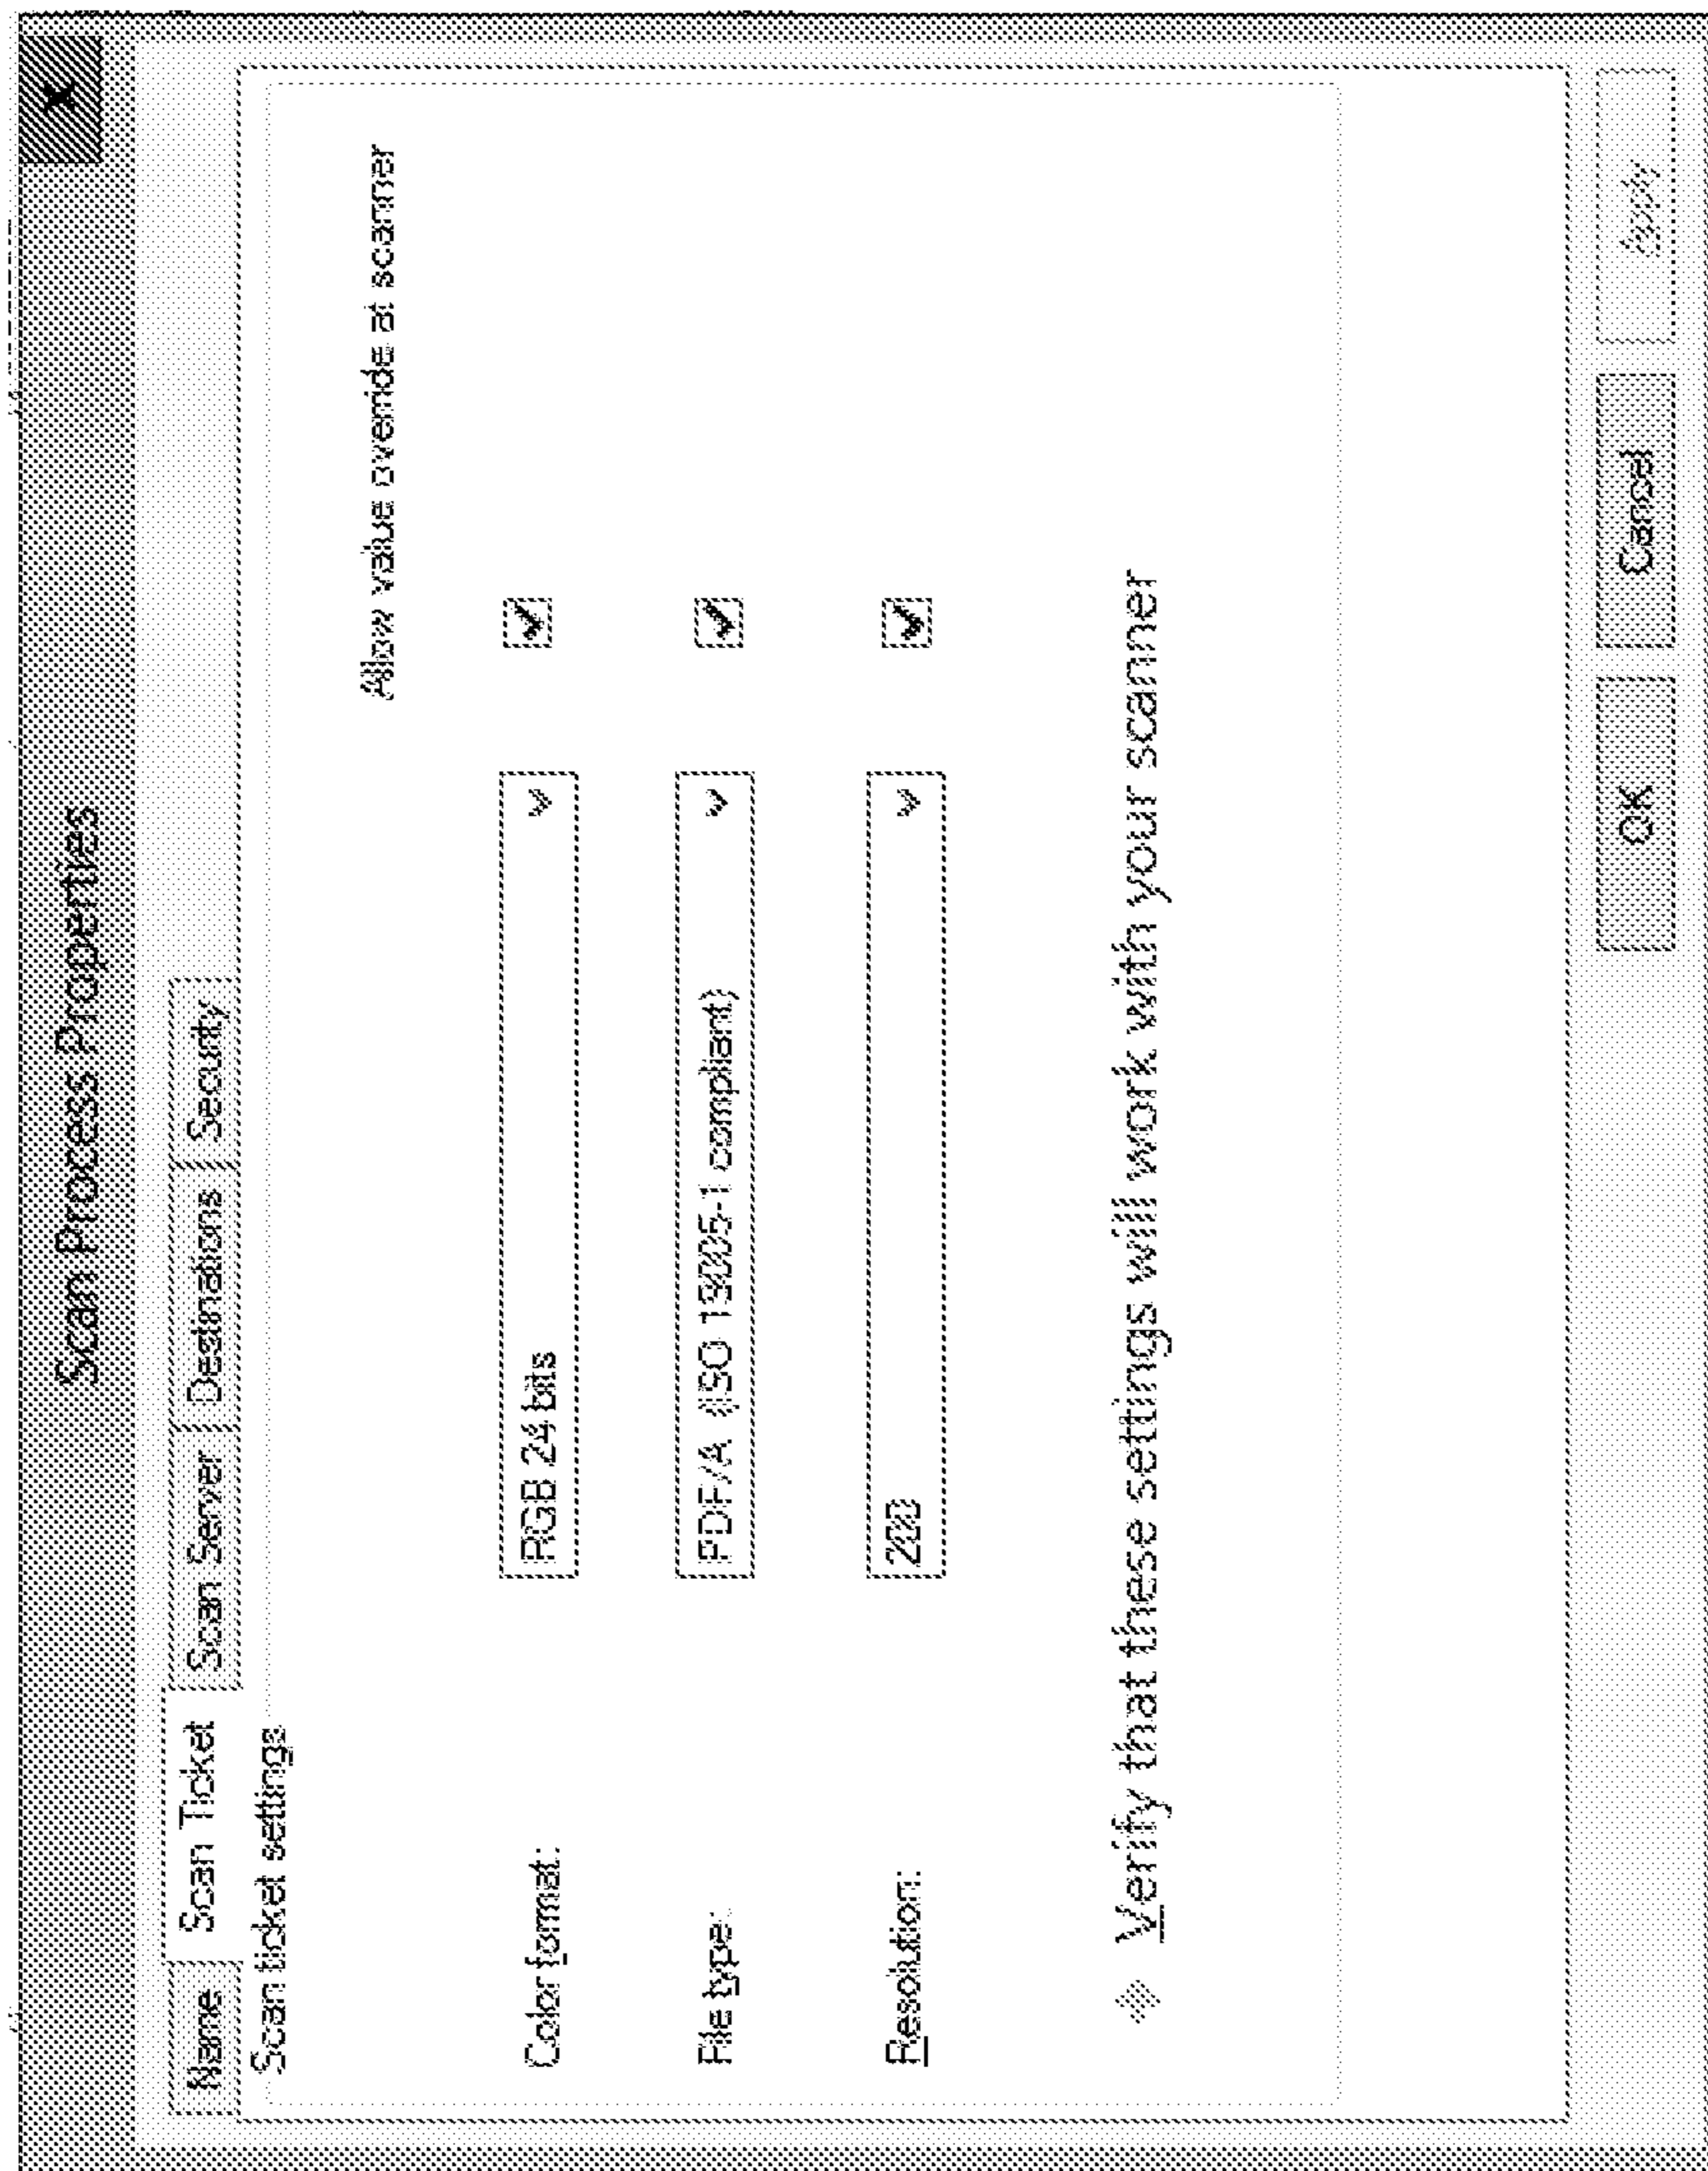 Scan Process Properties
X
Name Scan Ticket Scan Server Destinations Security
Scan ticket settings
Allow value override at scanner
Color format: RGB 24 bits
File type: PDF/A (ISO 19005-1 compliant)
Resolution: 200
Verify that these settings will work with your scanner
OK Cancel Apply